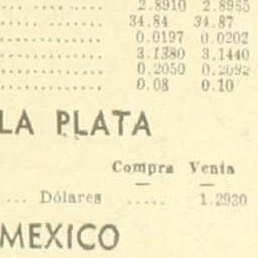 .... ........ 2.8910 2.8955
.............. 34.84 34.87
.............. 0.0197 0.0202
.............. 3.1380 3.1440
.............. 0.2050 0.2092
.............. 0.08 0.10
LA PLATA
Compra Venta
... Dólares ..... 1.2930
MEXICO